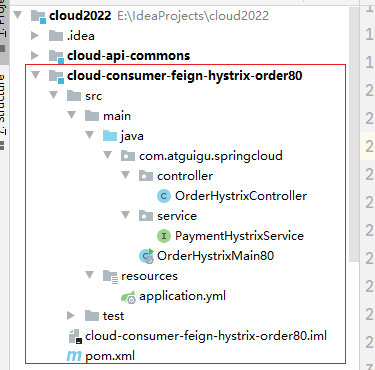 cloud2022 E:\IdeaProjects\cloud2022
.idea
cloud-api-commons
cloud-consumer-feign-hystrix-order80
src
main
java
com.atguigu.springcloud
controller
OrderHystrixController
service
PaymentHystrixService
OrderHystrixMain80
resources
application.yml
test
cloud-consumer-feign-hystrix-order80.iml
pom.xml